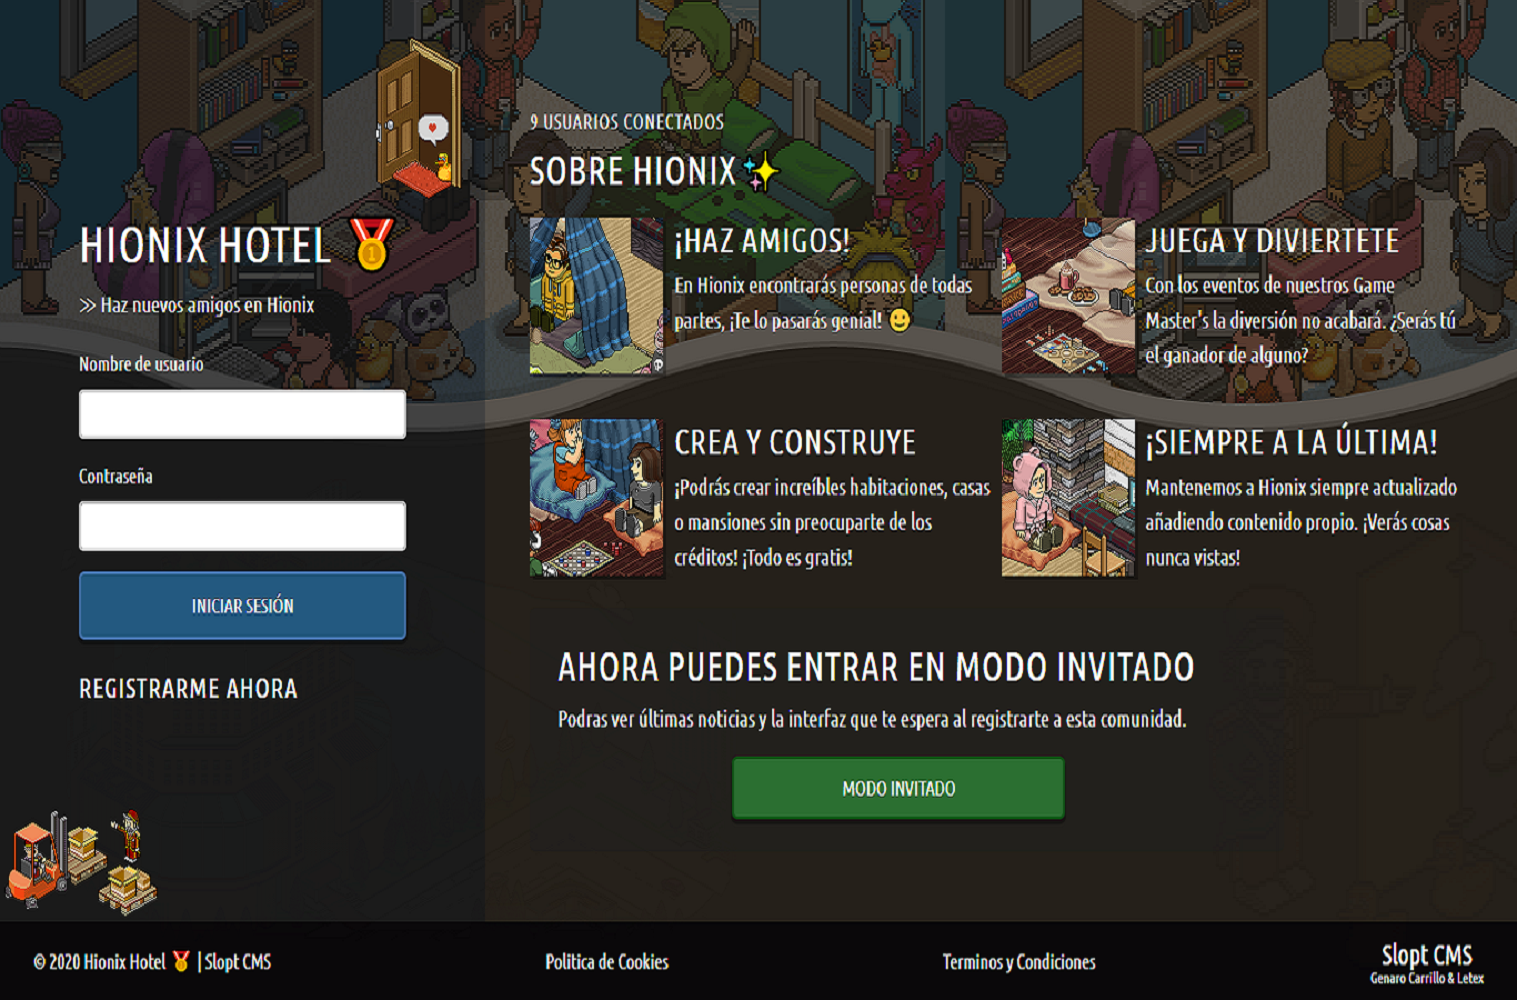 HIONIX HOTEL
≫ Haz nuevos amigos en Hionix
Nombre de usuario
Contraseña
INICIAR SESIÓN
REGISTRARME AHORA
9 USUARIOS CONECTADOS
SOBRE HIONIX
¡HAZ AMIGOS!
En Hionix encontrarás personas de todas
partes, ¡Te lo pasarás genial!
JUEGA Y DIVIERTETE
Con los eventos de nuestros Game
Master's la diversión no acabará. ¿Serás tú
el ganador de alguno?
CREA Y CONSTRUYE
¡Podrás crear increíbles habitaciones, casas
o mansiones sin preocuparte de los
créditos! ¡Todo es gratis!
¡SIEMPRE A LA ÚLTIMA!
Mantenemos a Hionix siempre actualizado
añadiendo contenido propio. ¡Verás cosas
nunca vistas!
AHORA PUEDES ENTRAR EN MODO INVITADO
Podras ver últimas noticias y la interfaz que te espera al registrarte a esta comunidad.
MODO INVITADO
© 2020 Hionix Hotel 🏅 | Slopt CMS
Politica de Cookies
Terminos y Condiciones
Slopt CMS
Genaro Carrillo & Letex